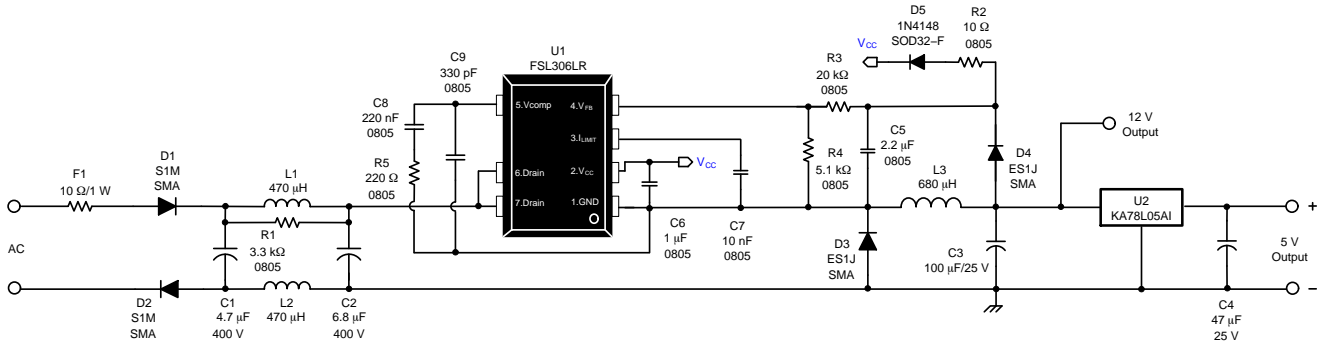 D5
1N4148
SOD32–F
R2
10 Ω
0805
VCC
C9
330 pF
0805
U1
FSL306LR
R3
20 kΩ
0805
C8
220 nF
0805
5.Vcomp
4.VFB
3.ILIMIT
C5
2.2 μF
0805
12 V
Output
D4
ES1J
SMA
R4
5.1 kΩ
0805
R5
220 Ω
0805
6.Drain
2.VCC
VCC
F1
10 Ω/1 W
D1
S1M
SMA
L1
470 μH
L3
680 μH
7.Drain
1.GND
U2
KA78L05AI
+
AC
R1
3.3 kΩ
0805
C6
1 μF
0805
C7
10 nF
0805
D3
ES1J
SMA
C3
100 μF/25 V
5 V
Output
–
D2
S1M
SMA
C1
4.7 μF
400 V
L2
470 μH
C2
6.8 μF
400 V
C4
47 μF
25 V